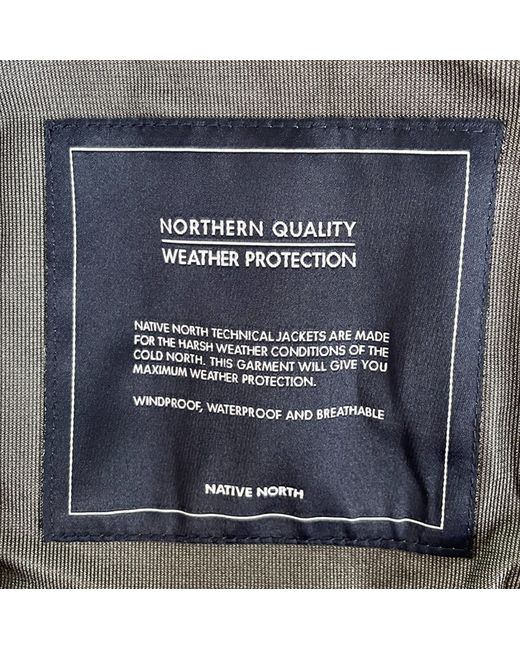 NORTHERN QUALITY
WEATHER PROTECTION
NATIVE NORTH TECHNICAL JACKETS ARE MADE
FOR THE HARSH WEATHER CONDITIONS OF THE
COLD NORTH. THIS GARMENT WILL GIVE YOU
MAXIMUM WEATHER PROTECTION.
WINDPROOF, WATERPROOF AND BREATHABLE
NATIVE NORTH